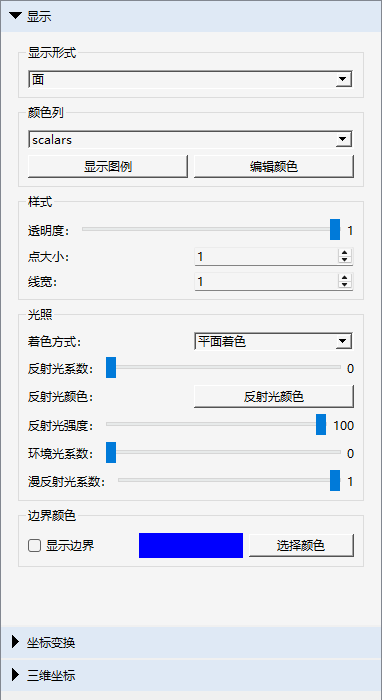 显示
显示形式
面
颜色列
scalars
显示图例 编辑颜色
样式
透明度: 1
点大小: 1
线宽: 1
光照
着色方式: 平面着色
反射光系数: 0
反射光颜色: 反射光颜色
反射光强度: 100
环境光系数: 0
漫反射光系数: 1
边界颜色
显示边界 选择颜色
坐标变换
三维坐标